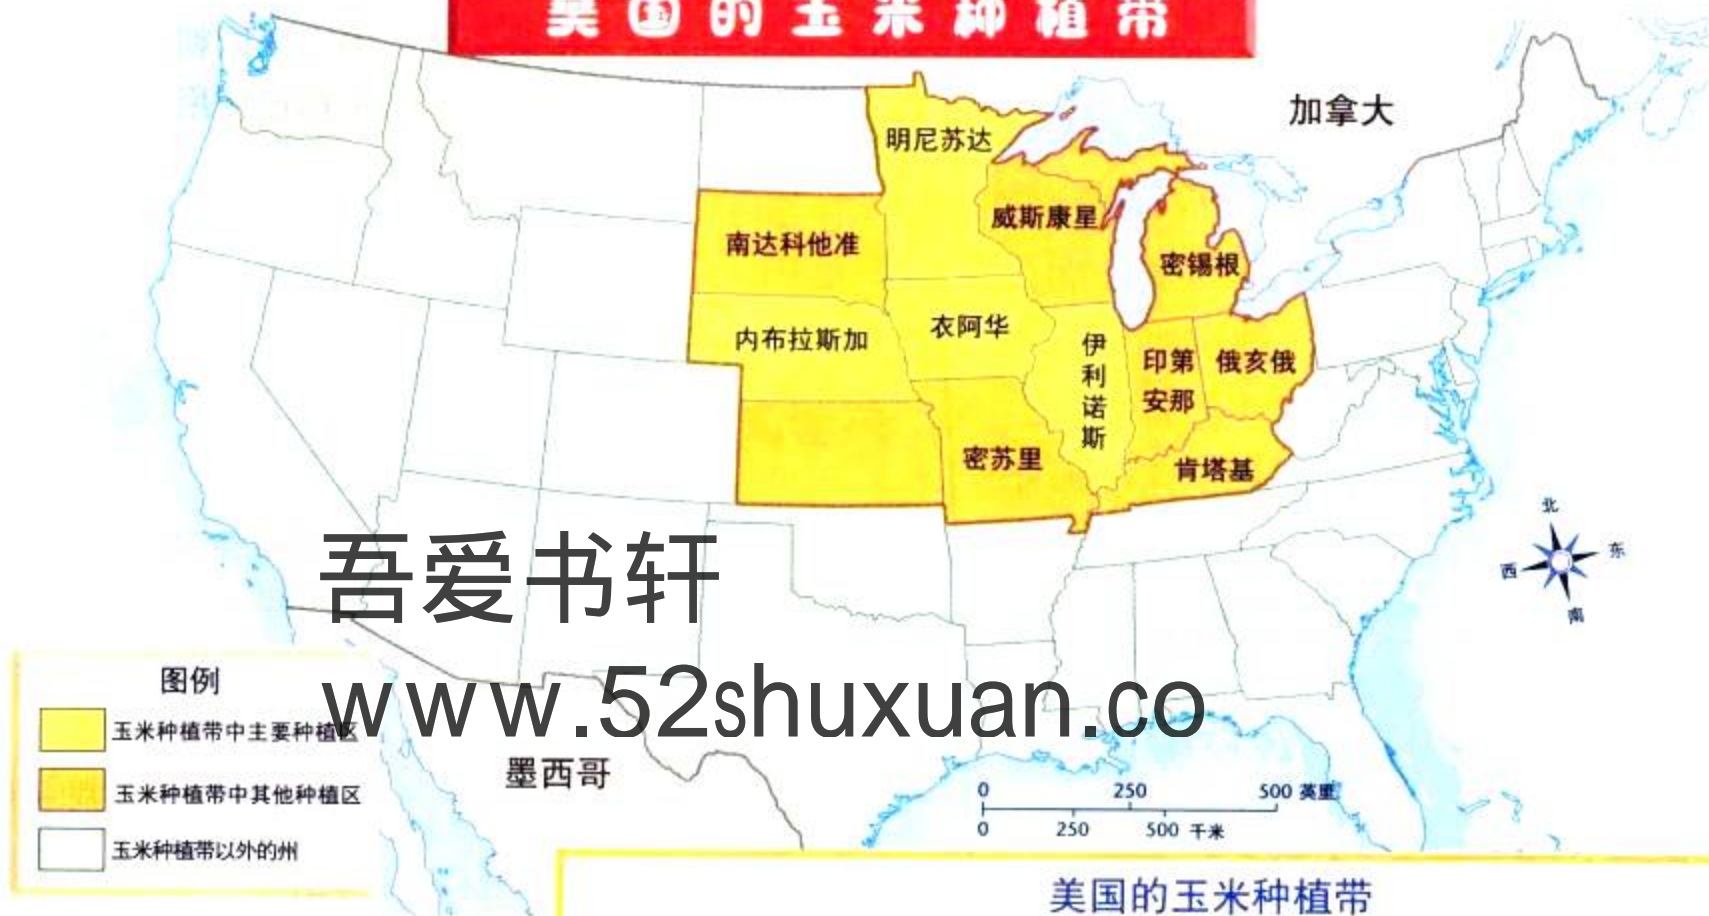 美国的玉米种植带
加拿大
明尼苏达
威斯康星
南达科他准
密锡根
内布拉斯加
衣阿华
伊利诺斯
印第安那
俄亥俄
密苏里
肯塔基
北
东
西
南
吾爱书轩
www.52shuxuan.co
图例
玉米种植带中主要种植区
玉米种植带中其他种植区
玉米种植带以外的州
墨西哥
0 250 500 英里
0 250 500 千米
美国的玉米种植带